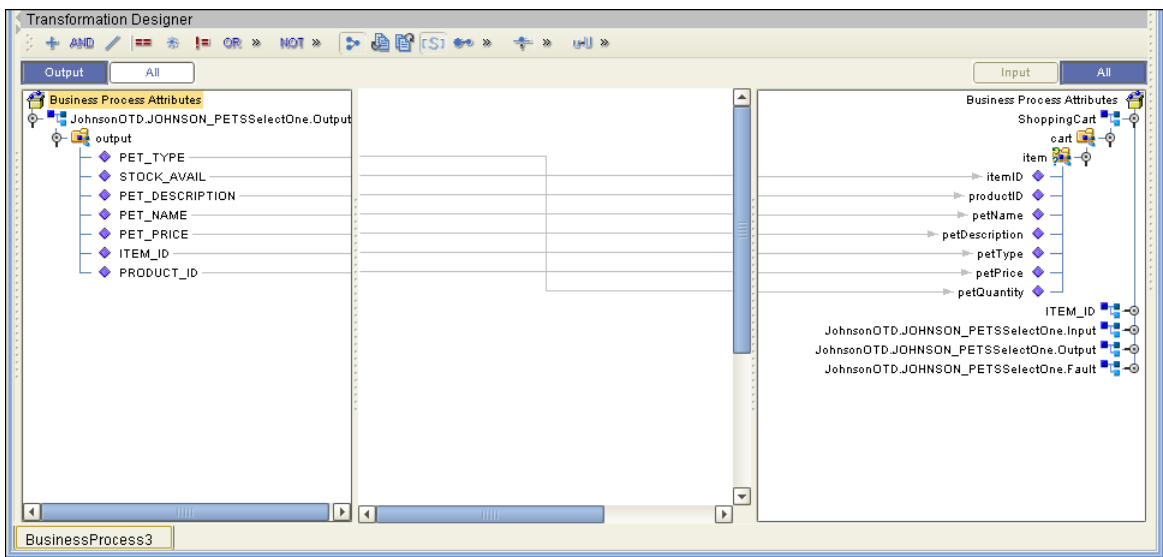 Transformation Designer
AND == != OR » NOT » [S] » » »
Output All Input All
Business Process Attributes
JohnsonOTD.JOHNSON_PETSSelectOne.Output
output
PET_TYPE
STOCK_AVAIL
PET_DESCRIPTION
PET_NAME
PET_PRICE
ITEM_ID
PRODUCT_ID
Business Process Attributes
ShoppingCart
cart
item
itemID
productID
petName
petDescription
petType
petPrice
petQuantity
ITEM_ID
JohnsonOTD.JOHNSON_PETSSelectOne.Input
JohnsonOTD.JOHNSON_PETSSelectOne.Output
JohnsonOTD.JOHNSON_PETSSelectOne.Fault
BusinessProcess3